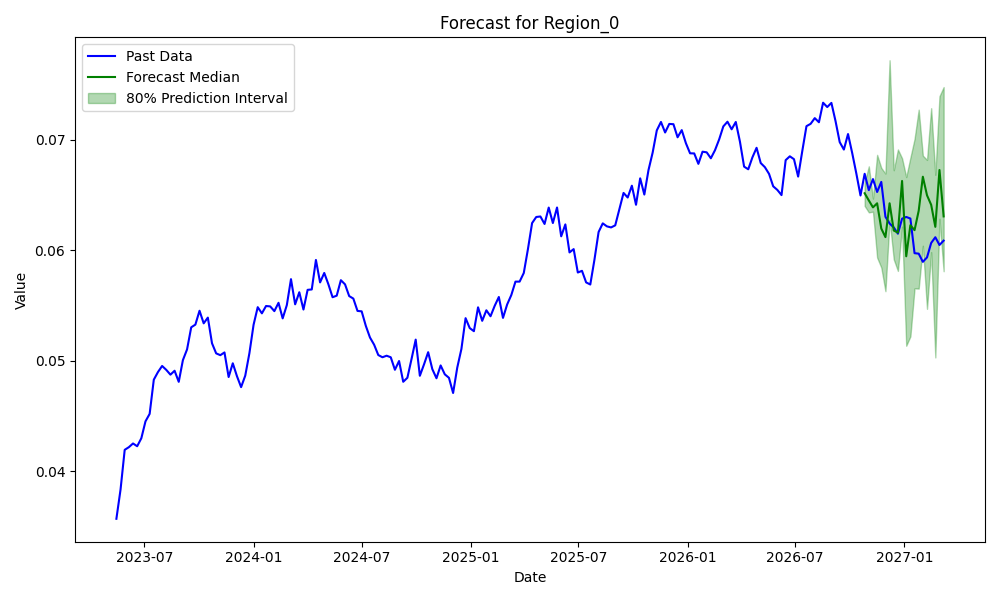 Forecast for Region_0
Past Data
Forecast Median
80% Prediction Interval
Value
0.07
0.06
0.05
0.04
2023-07
2024-01
2024-07
2025-01
2025-07
2026-01
2026-07
2027-01
Date